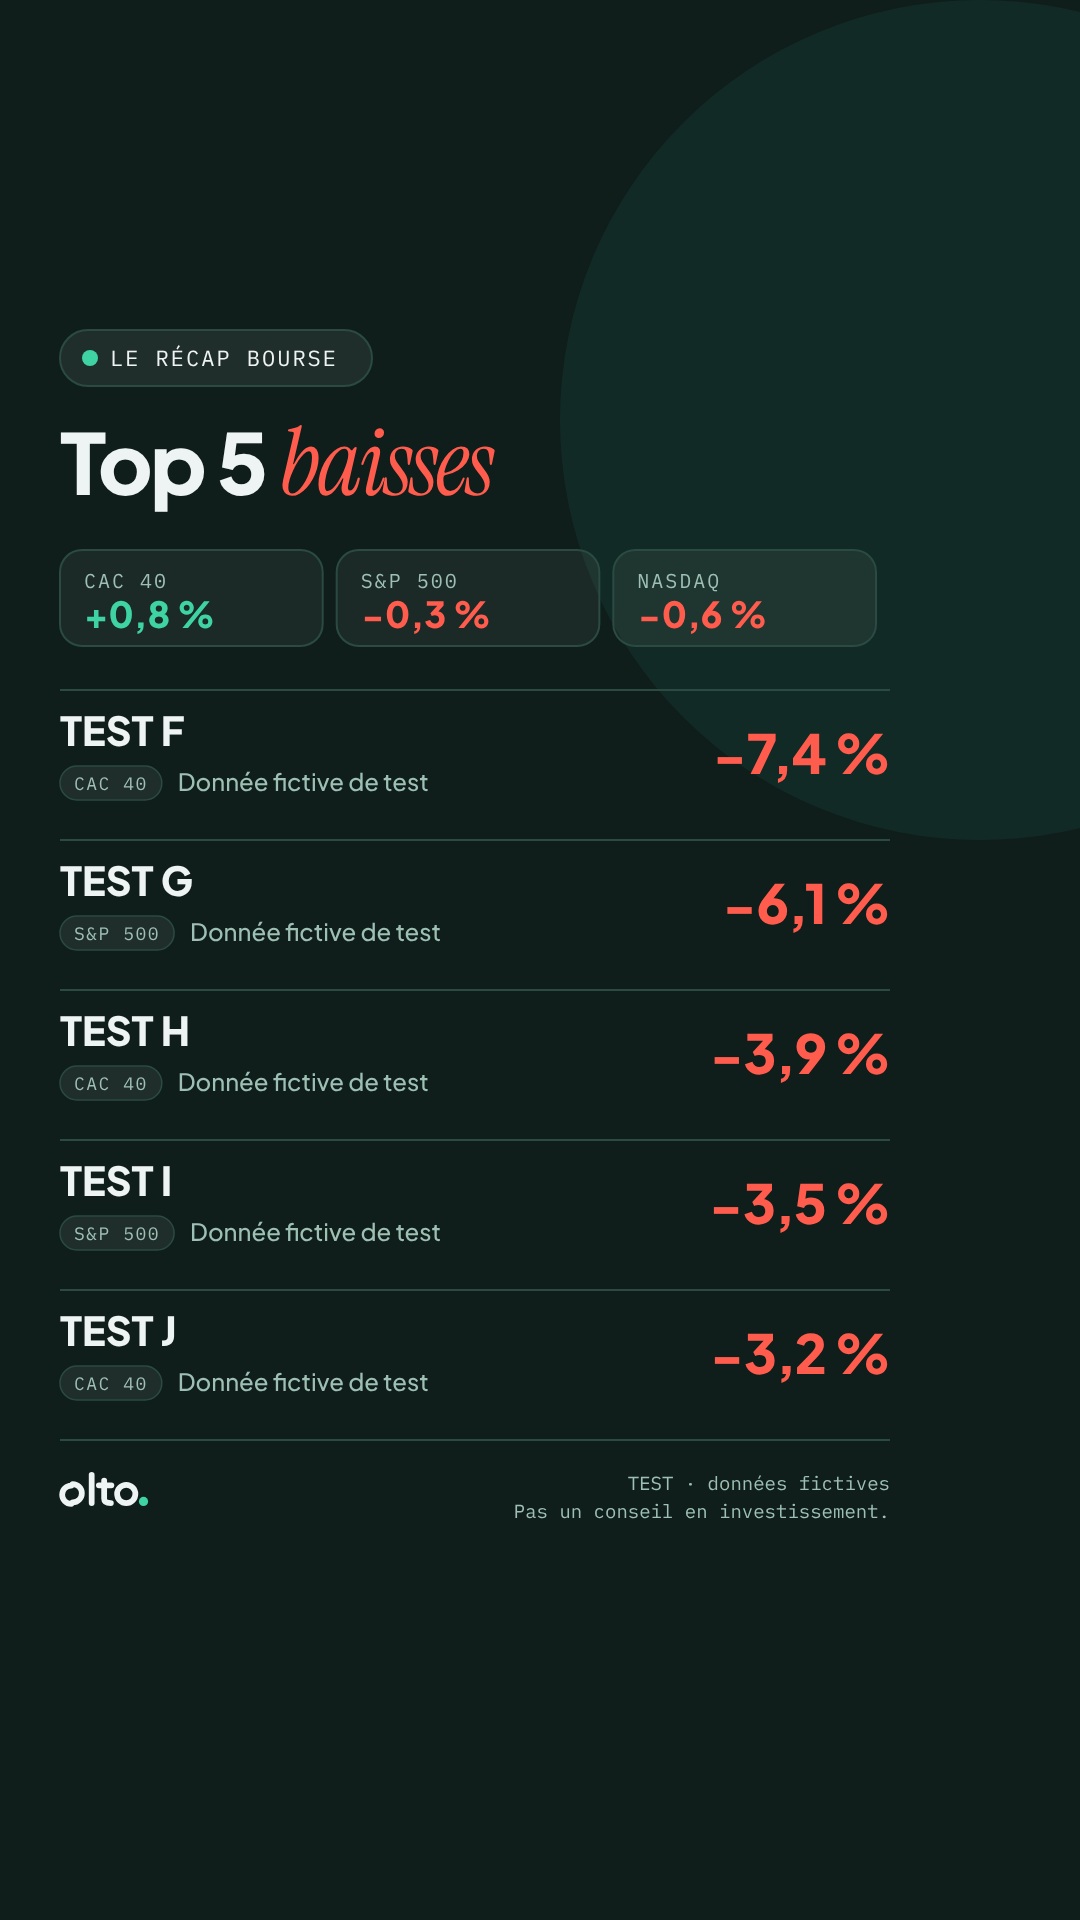 LE RÉCAP BOURSE
Top 5 baisses
CAC 40
+0,8 %
S&P 500
−0,3 %
NASDAQ
−0,6 %
TEST F
−7,4 %
CAC 40 Donnée fictive de test
TEST G
−6,1 %
S&P 500 Donnée fictive de test
TEST H
−3,9 %
CAC 40 Donnée fictive de test
TEST I
−3,5 %
S&P 500 Donnée fictive de test
TEST J
−3,2 %
CAC 40 Donnée fictive de test
olto.
TEST · données fictives
Pas un conseil en investissement.